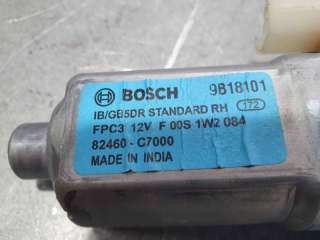 BOSCH 9B18101
IB/GB5DR STANDARD RH 172
FPC3 12V F 00S 1W2 084
82460 - C7000
MADE IN INDIA